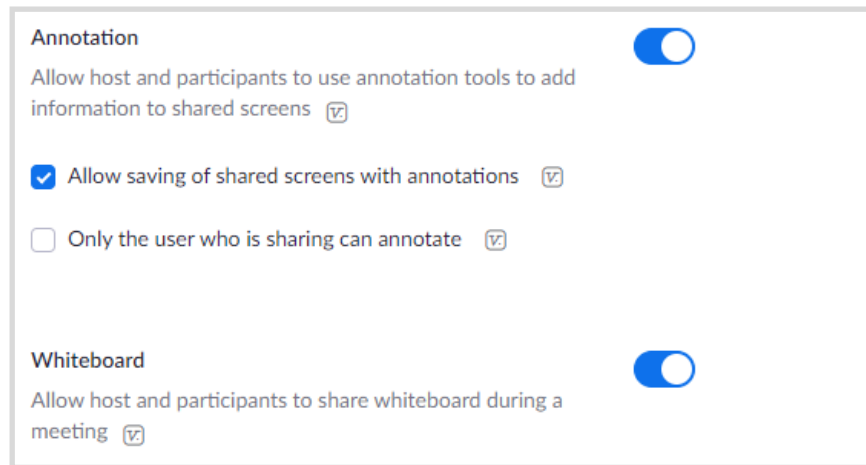 Annotation
Allow host and participants to use annotation tools to add
information to shared screens v.
Allow saving of shared screens with annotations v.
Only the user who is sharing can annotate v.
Whiteboard
Allow host and participants to share whiteboard during a
meeting v.